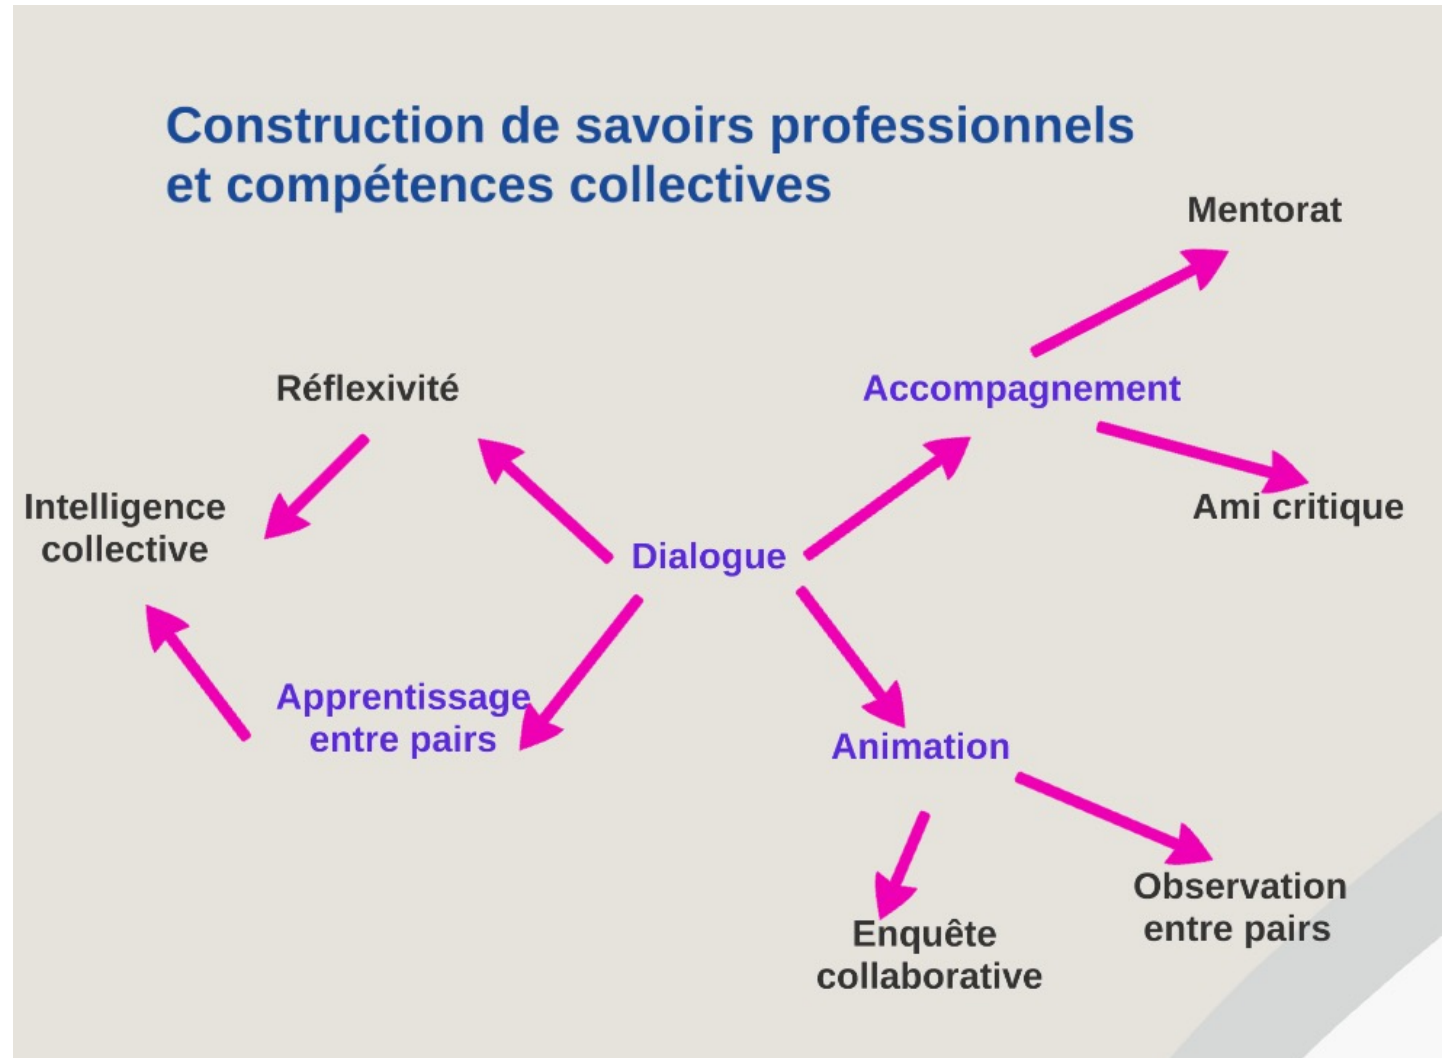 Construction de savoirs professionnels
et compétences collectives
Mentorat
Réflexivité
Accompagnement
Intelligence
collective
Ami critique
Dialogue
Apprentissage
entre pairs
Animation
Observation
entre pairs
Enquête
collaborative